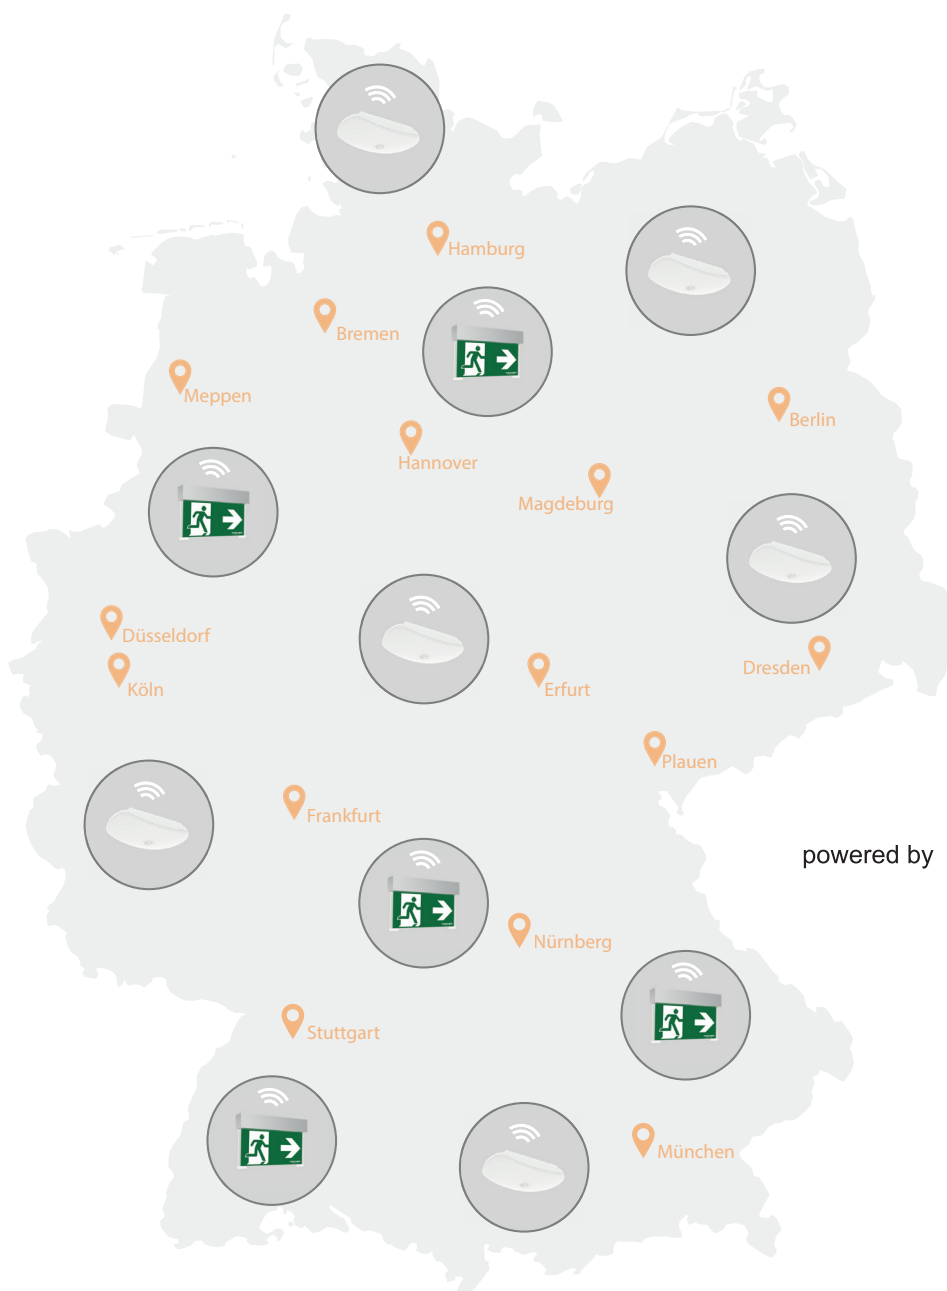 Hamburg
Bremen
Meppen
Berlin
Hannover
Magdeburg
Düsseldorf
Dresden
Köln
Erfurt
Plauen
Frankfurt
powered by
Nürnberg
Stuttgart
München